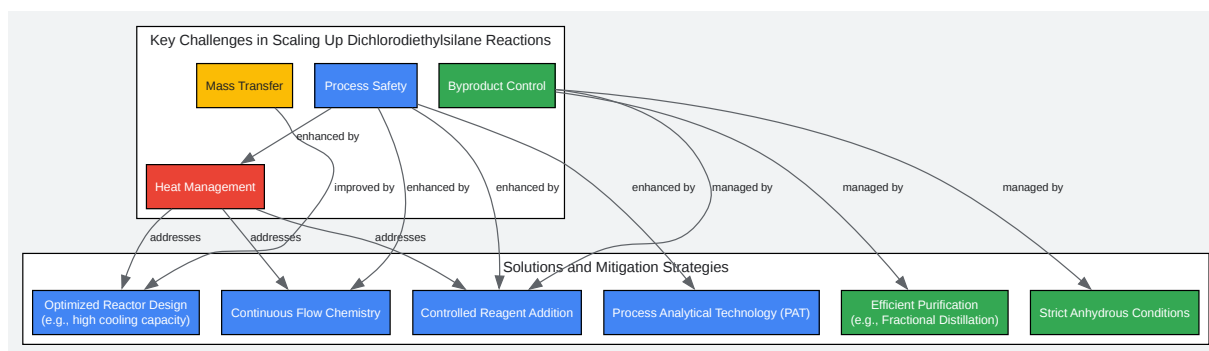 Key Challenges in Scaling Up Dichlorodiethylsilane Reactions
Mass Transfer
Process Safety
Byproduct Control
enhanced by
Heat Management
improved by
enhanced by
enhanced by
enhanced by
managed by
managed by
managed by
addresses
addresses
addresses
Solutions and Mitigation Strategies
Optimized Reactor Design
(e.g., high cooling capacity)
Continuous Flow Chemistry
Controlled Reagent Addition
Process Analytical Technology (PAT)
Efficient Purification
(e.g., Fractional Distillation)
Strict Anhydrous Conditions